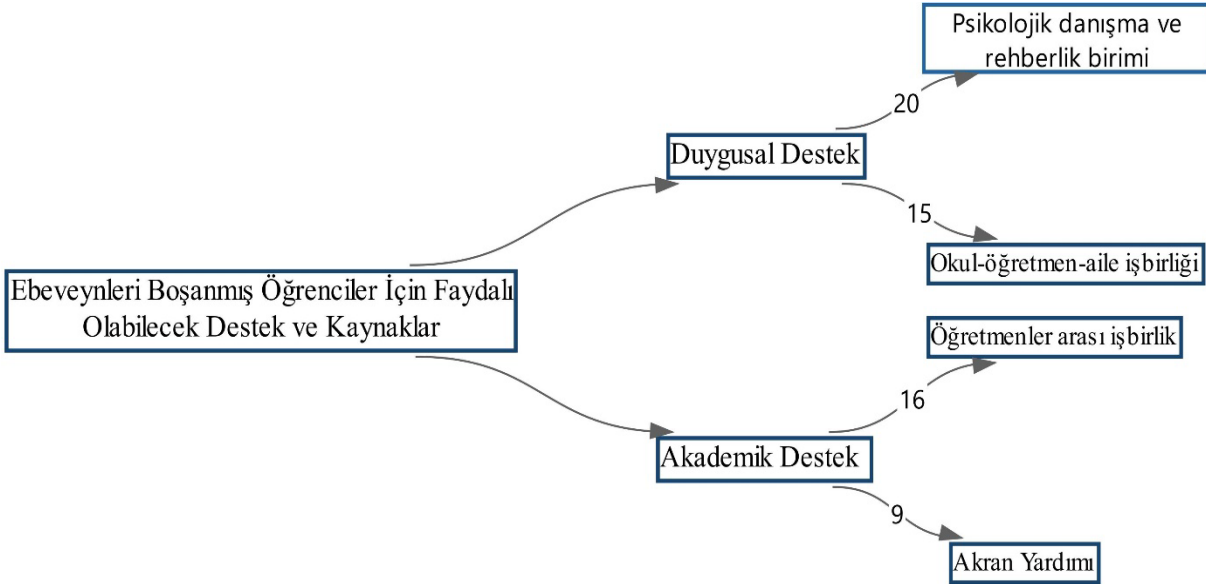 Psikolojik danışma ve
rehberlik birimi
20
Duygusal Destek
15
Okul-öğretmen-aile işbirliği
Ebeveynleri Boşanmış Öğrenciler İçin Faydalı
Olabilecek Destek ve Kaynaklar
Öğretmenler arası işbirlik
16
Akademik Destek
9
Akran Yardımı